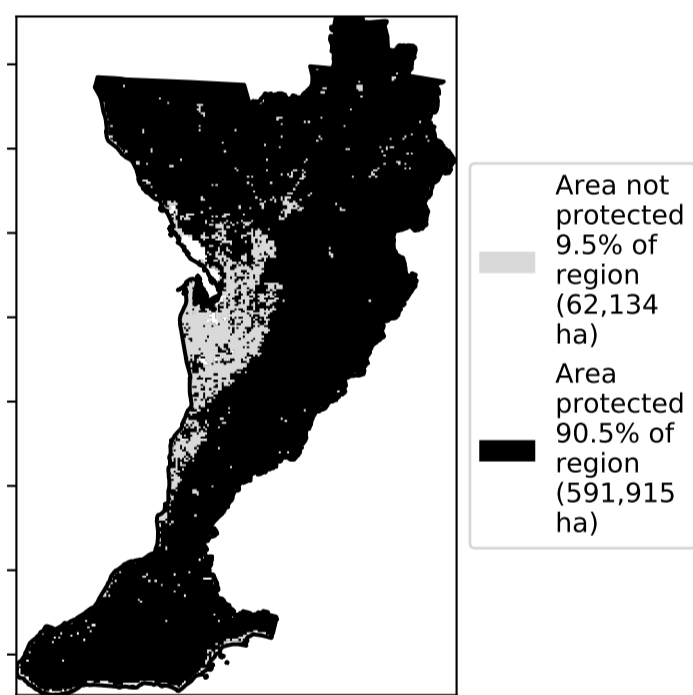 Area not
protected
9.5% of
region
(62,134
ha)
Area
protected
90.5% of
region
(591,915
ha)